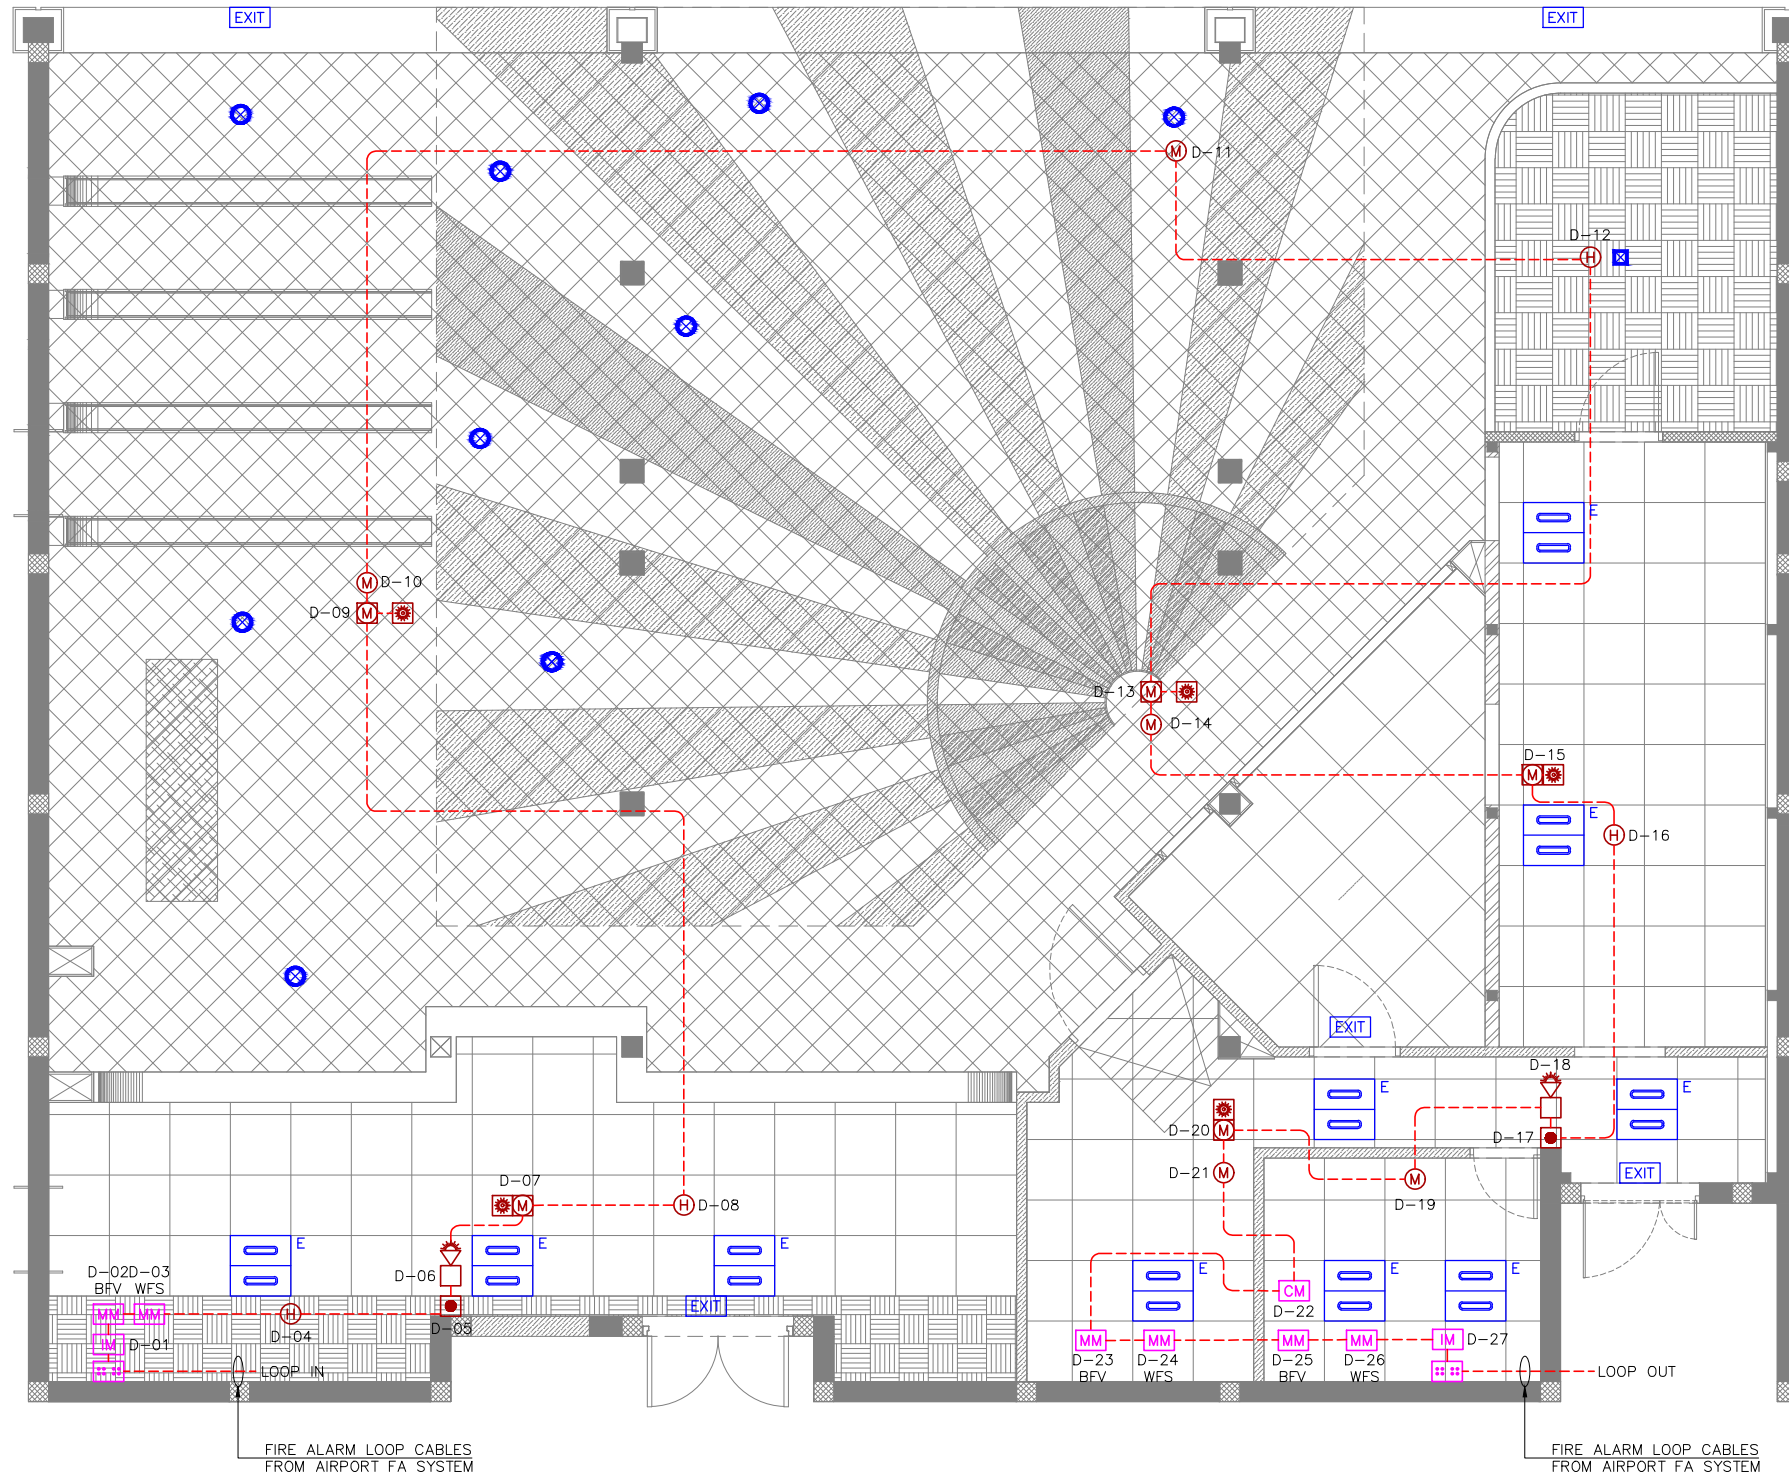 EXIT
EXIT
M
D-11
D-12
H
E
M
D-10
D-09
M
D-13
M
M
D-14
D-15
M
E
H
D-16
EXIT
D-18
E
E
D-20
M
D-17
D-21
M
M
D-19
EXIT
D-07
M
H
D-08
E
E
E
D-06
D-02
D-03
BFV
WFS
MM
MM
H
D-04
D-05
EXIT
IM
D-01
LOOP IN
E
E
E
CM
D-22
MM
MM
MM
MM
IM
D-27
D-23
D-24
D-25
D-26
BFV
WFS
BFV
WFS
LOOP OUT
FIRE ALARM LOOP CABLES
FROM AIRPORT FA SYSTEM
FIRE ALARM LOOP CABLES
FROM AIRPORT FA SYSTEM